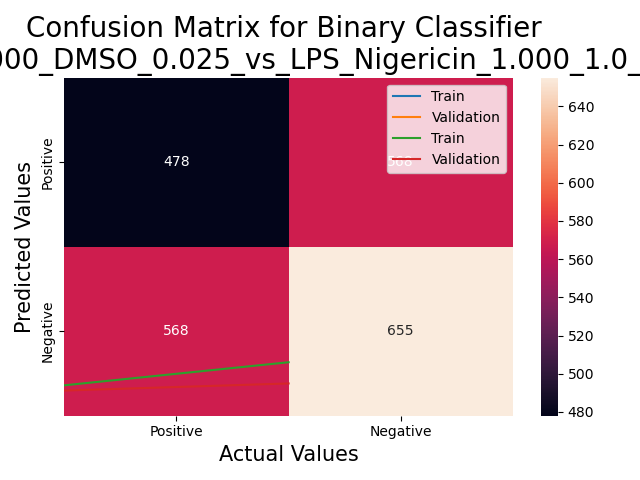 Confusion Matrix for Binary Classifier
000_DMSO_0.025_vs_LPS_Nigericin_1.000_1.0_
Train
Validation
Train
Validation
Positive
478
568
Negative
568
655
Positive
Negative
Predicted Values
Actual Values
640
620
600
580
560
540
520
500
480